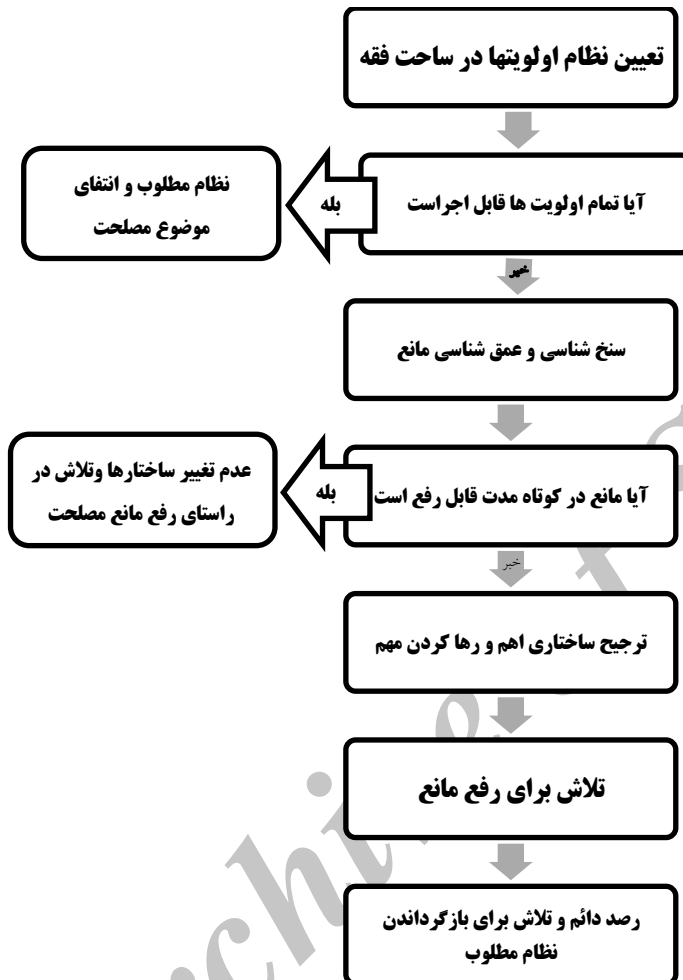 تعیین نظام اولویتها در ساحت فقه
آیا تمام اولویت ها قابل اجراست
بله
نظام مطلوب و انتفای
موضوع مصلحت
خیر
سنخ شناسی و عمق شناسی مانع
آیا مانع در کوتاه مدت قابل رفع است
بله
عدم تغییر ساختارها وتلاش در
راستای رفع مانع مصلحت
خیر
ترجیح ساختاری اهم و رها کردن مهم
تلاش برای رفع مانع
رصد دائم و تلاش برای بازگرداندن
نظام مطلوب